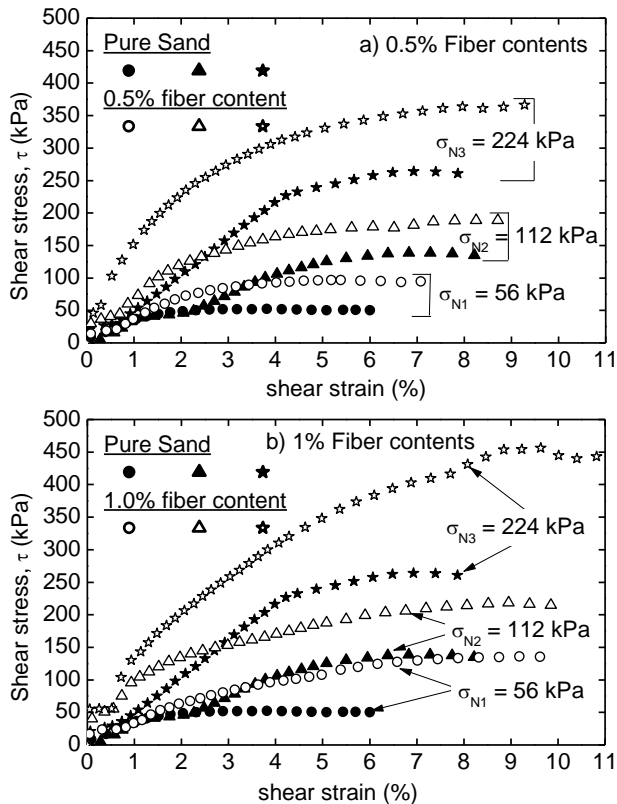 500
450
400
350
300
250
200
150
100
50
0
Shear stress, τ (kPa)
Pure Sand
0.5% fiber content
a) 0.5% Fiber contents
σN3 = 224 kPa
σN2 = 112 kPa
σN1 = 56 kPa
0 1 2 3 4 5 6 7 8 9 10 11
shear strain (%)
500
450
400
350
300
250
200
150
100
50
0
Shear stress, τ (kPa)
Pure Sand
1.0% fiber content
b) 1% Fiber contents
σN3 = 224 kPa
σN2 = 112 kPa
σN1 = 56 kPa
0 1 2 3 4 5 6 7 8 9 10 11
shear strain (%)